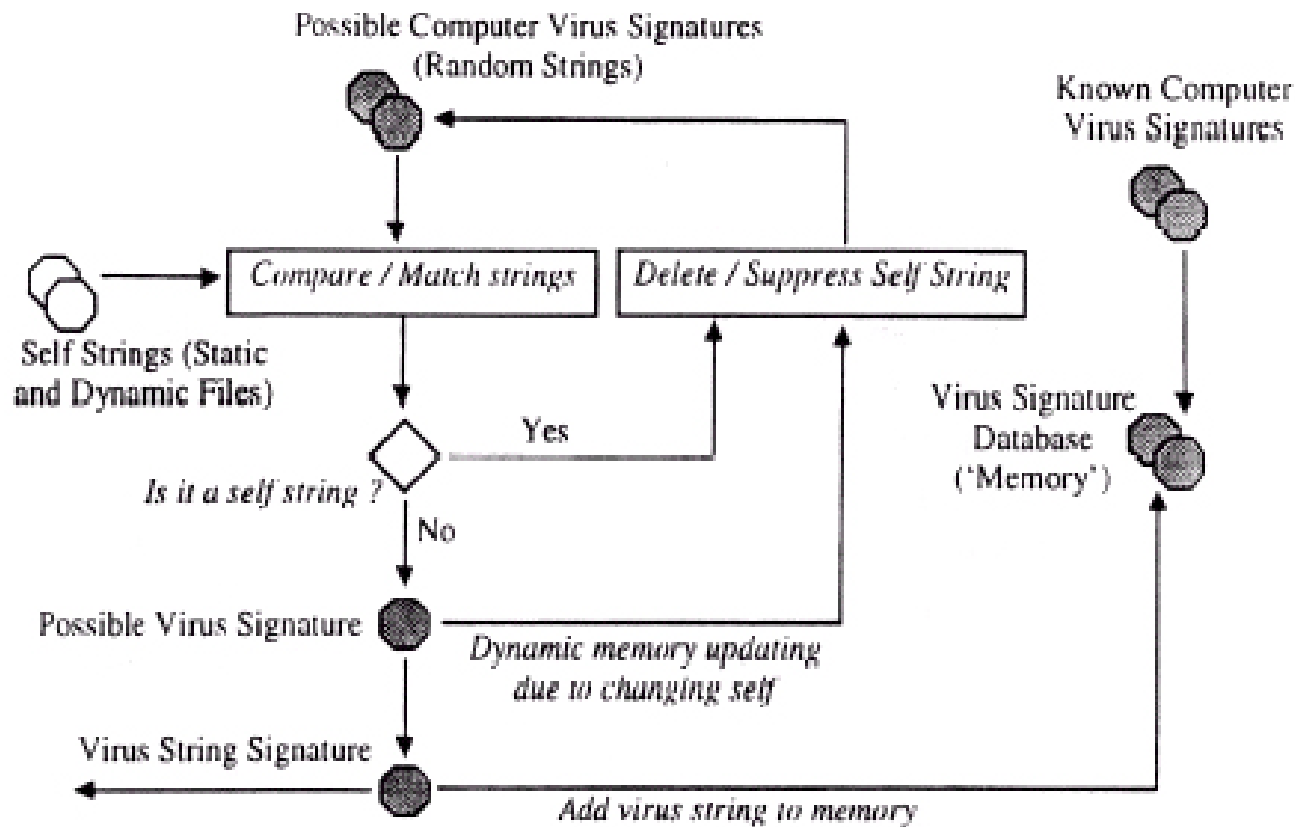 Possible Computer Virus Signatures
(Random Strings)
Known Computer
Virus Signatures
Compare / Match strings
Delete / Suppress Self String
Self Strings (Static
and Dynamic Files)
Yes
Is it a self string ?
No
Virus Signature
Database
('Memory')
Possible Virus Signature
Dynamic memory updating
due to changing self
Virus String Signature
Add virus string to memory